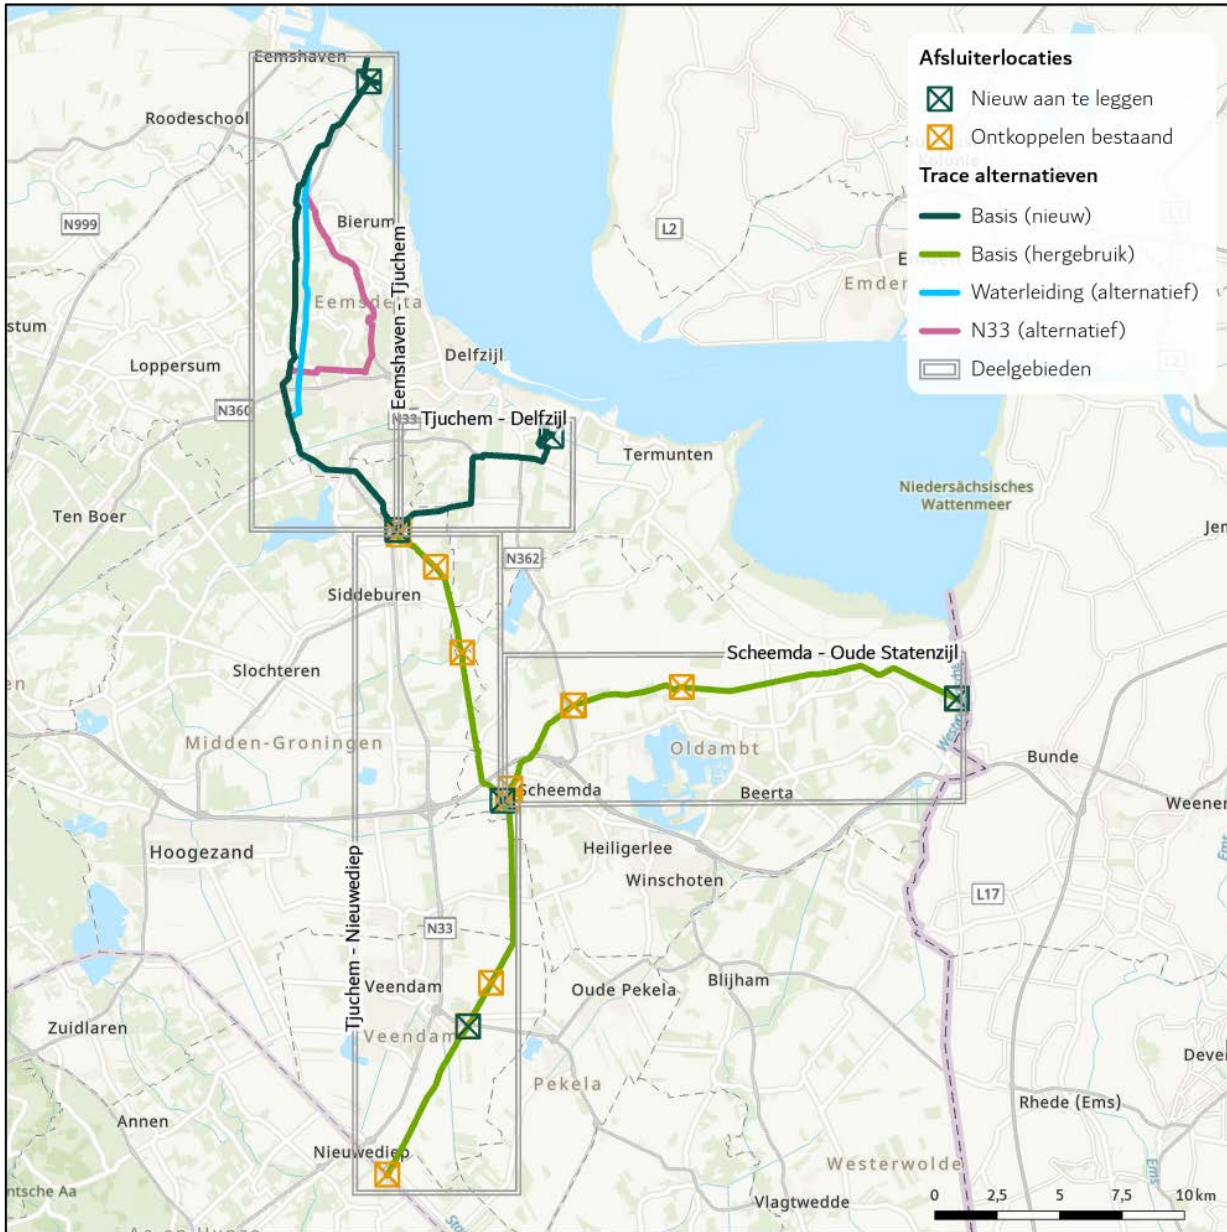 Afsluiterlocaties
Nieuw aan te leggen
Ontkoppelen bestaand
Trace alternatieven
Basis (nieuw)
Basis (hergebruik)
Waterleiding (alternatief)
N33 (alternatief)
Deelgebieden
Eemshaven
Roodeschool
N999
Bierum
L2
Eemsdelta
Eemshaven - Tjuchem
Loppersum
Delfzijl
N360
N33
Tjuchem - Delfzijl
Termunten
Niedersächsisches
Wattenmeer
Ten Boer
N362
Siddeburen
Slochteren
Scheemda - Oude Statenzijl
Midden-Groningen
Oldambt
Bunde
Scheemda
Beerta
Hoogezand
Heiligerlee
Winschoten
L17
Tjuchem - Nieuwediep
N33
Veendam
Oude Pekela
Blijham
Zuidlaren
Veendam
Pekela
Annen
Rhede (Ems)
Nieuwediep
Westerwolde
Ems
Vlagtwedde
0 2,5 5 7,5 10 km